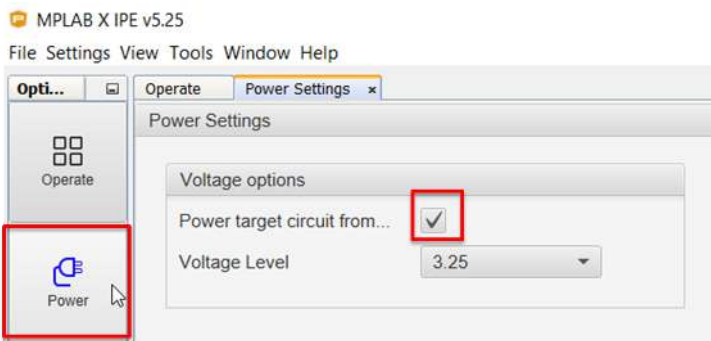 MPLAB X IPE v5.25
File Settings View Tools Window Help
Opti...
Operate Power Settings ×
Power Settings
Operate
Voltage options
Power target circuit from...
Voltage Level 3.25
Power